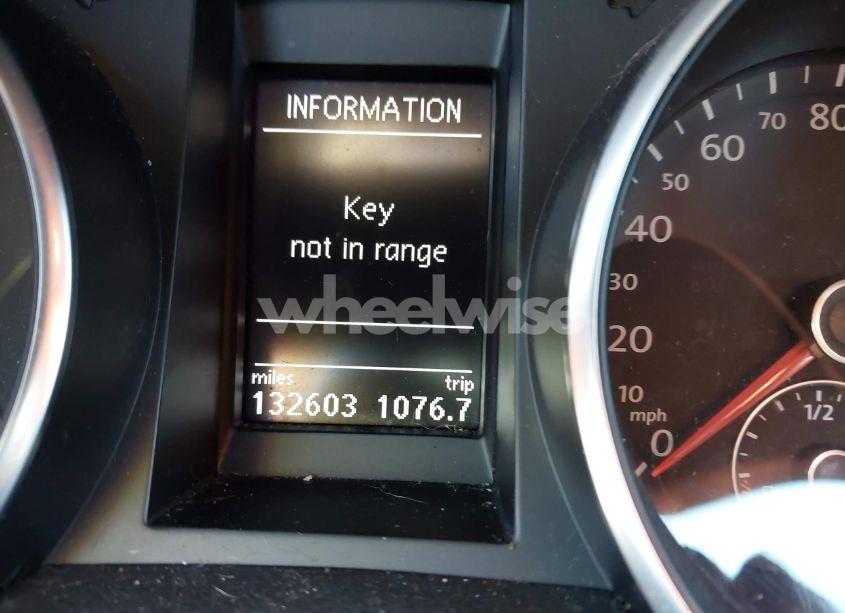 INFORMATION
Key
not in range
wheelwise
miles trip
132603 1076.7
80
70
60
50
40
30
20
10
mph
0
1/2